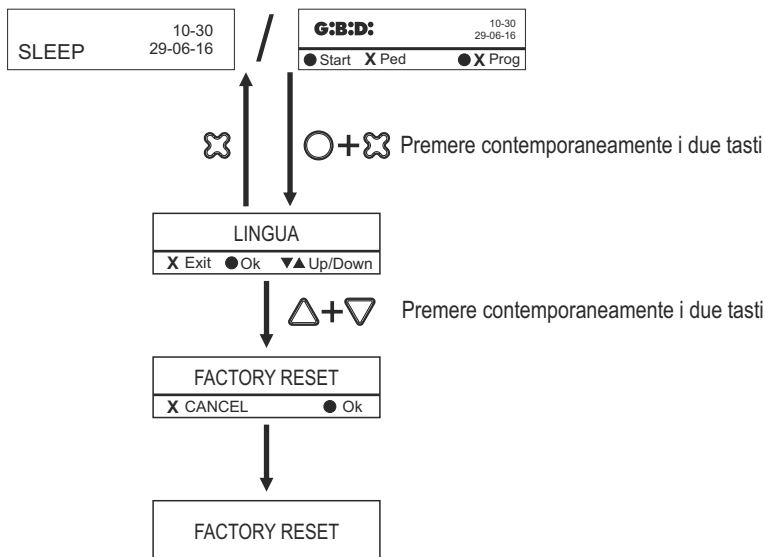 10-30
SLEEP 29-06-16
/
G:B:D: 10-30
29-06-16
● Start X Ped ● X Prog
+ Premere contemporaneamente i due tasti
LINGUA
X Exit ● Ok ▼▲ Up/Down
+ Premere contemporaneamente i due tasti
FACTORY RESET
X CANCEL ● Ok
FACTORY RESET